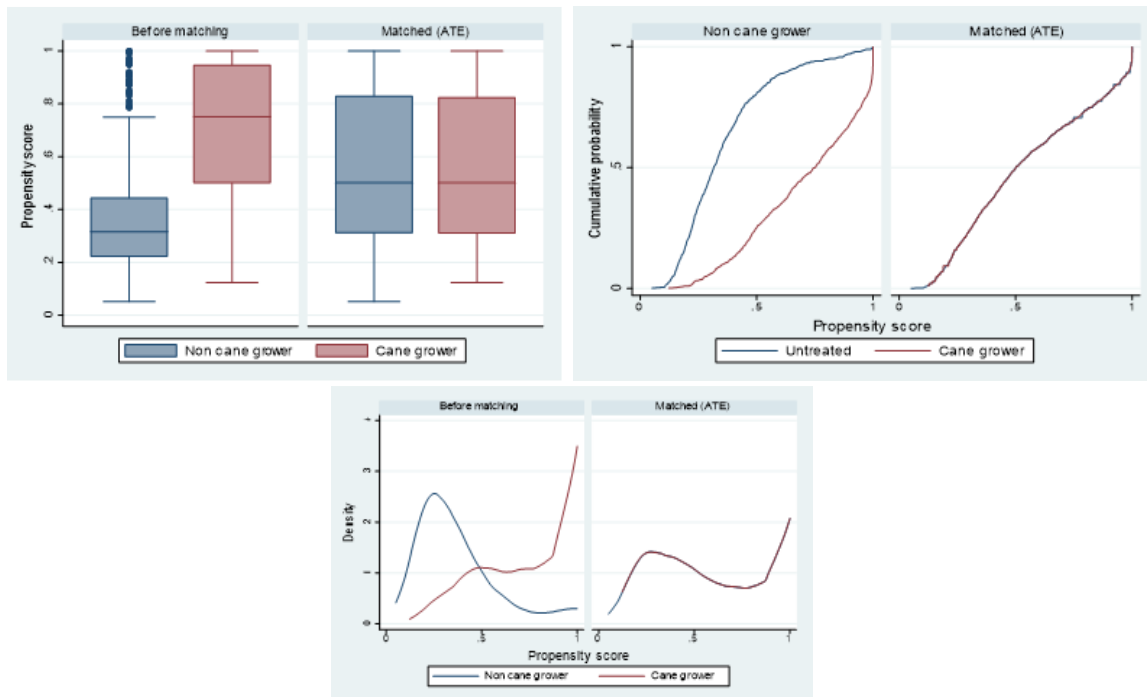 Before matching Matched (ATE)
Propensity score
0 .2 .4 .6 .8 1
Non cane grower Cane grower
Non cane grower Matched (ATE)
Cumulative probability
0 .5 1
0 .5 1 0 .5 1
Propensity score
Untreated Cane grower
Before matching Matched (ATE)
Density
0 1 2 3 4
0 .5 1 0 .5 1
Propensity score
Non cane grower Cane grower